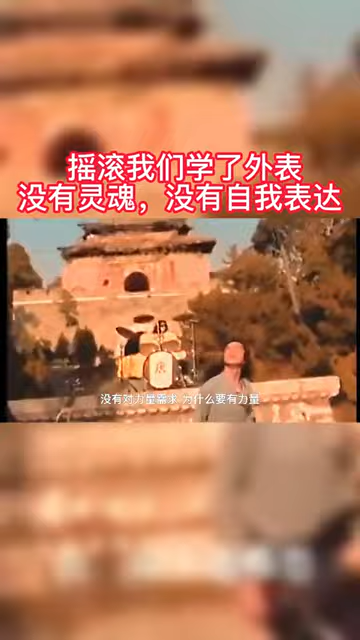 摇滚我们学了外表
没有灵魂，没有自我表达
没有对力量需求 为什么要有力量